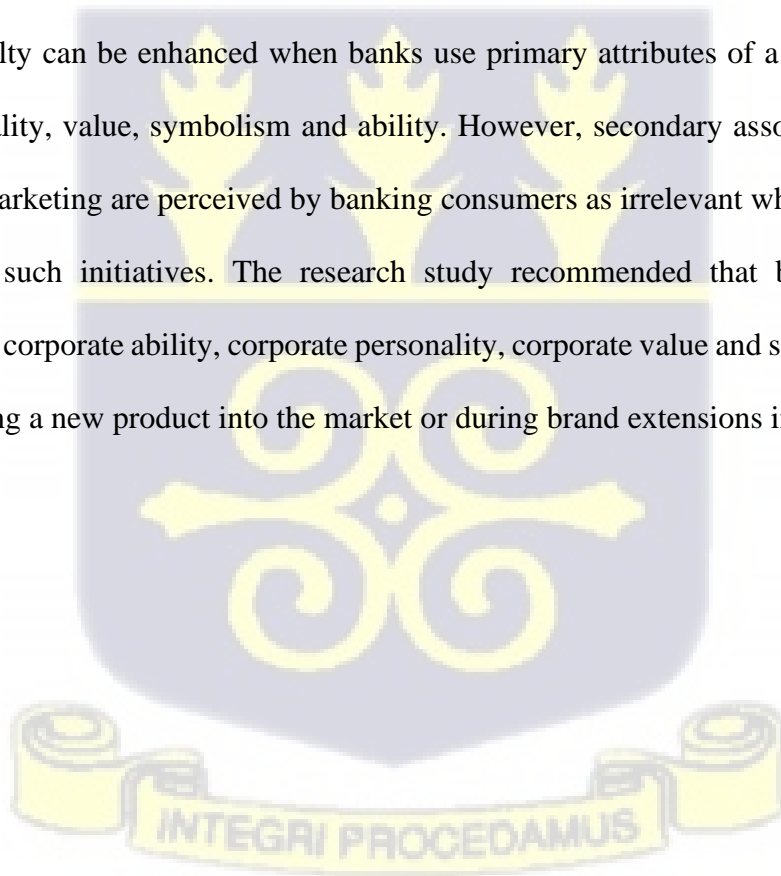 lty can be enhanced when banks use primary attributes of a
ality, value, symbolism and ability. However, secondary asso
arketing are perceived by banking consumers as irrelevant wh
such initiatives. The research study recommended that b
corporate ability, corporate personality, corporate value and s
ng a new product into the market or during brand extensions i
INTEGRI PROCEDAMUS